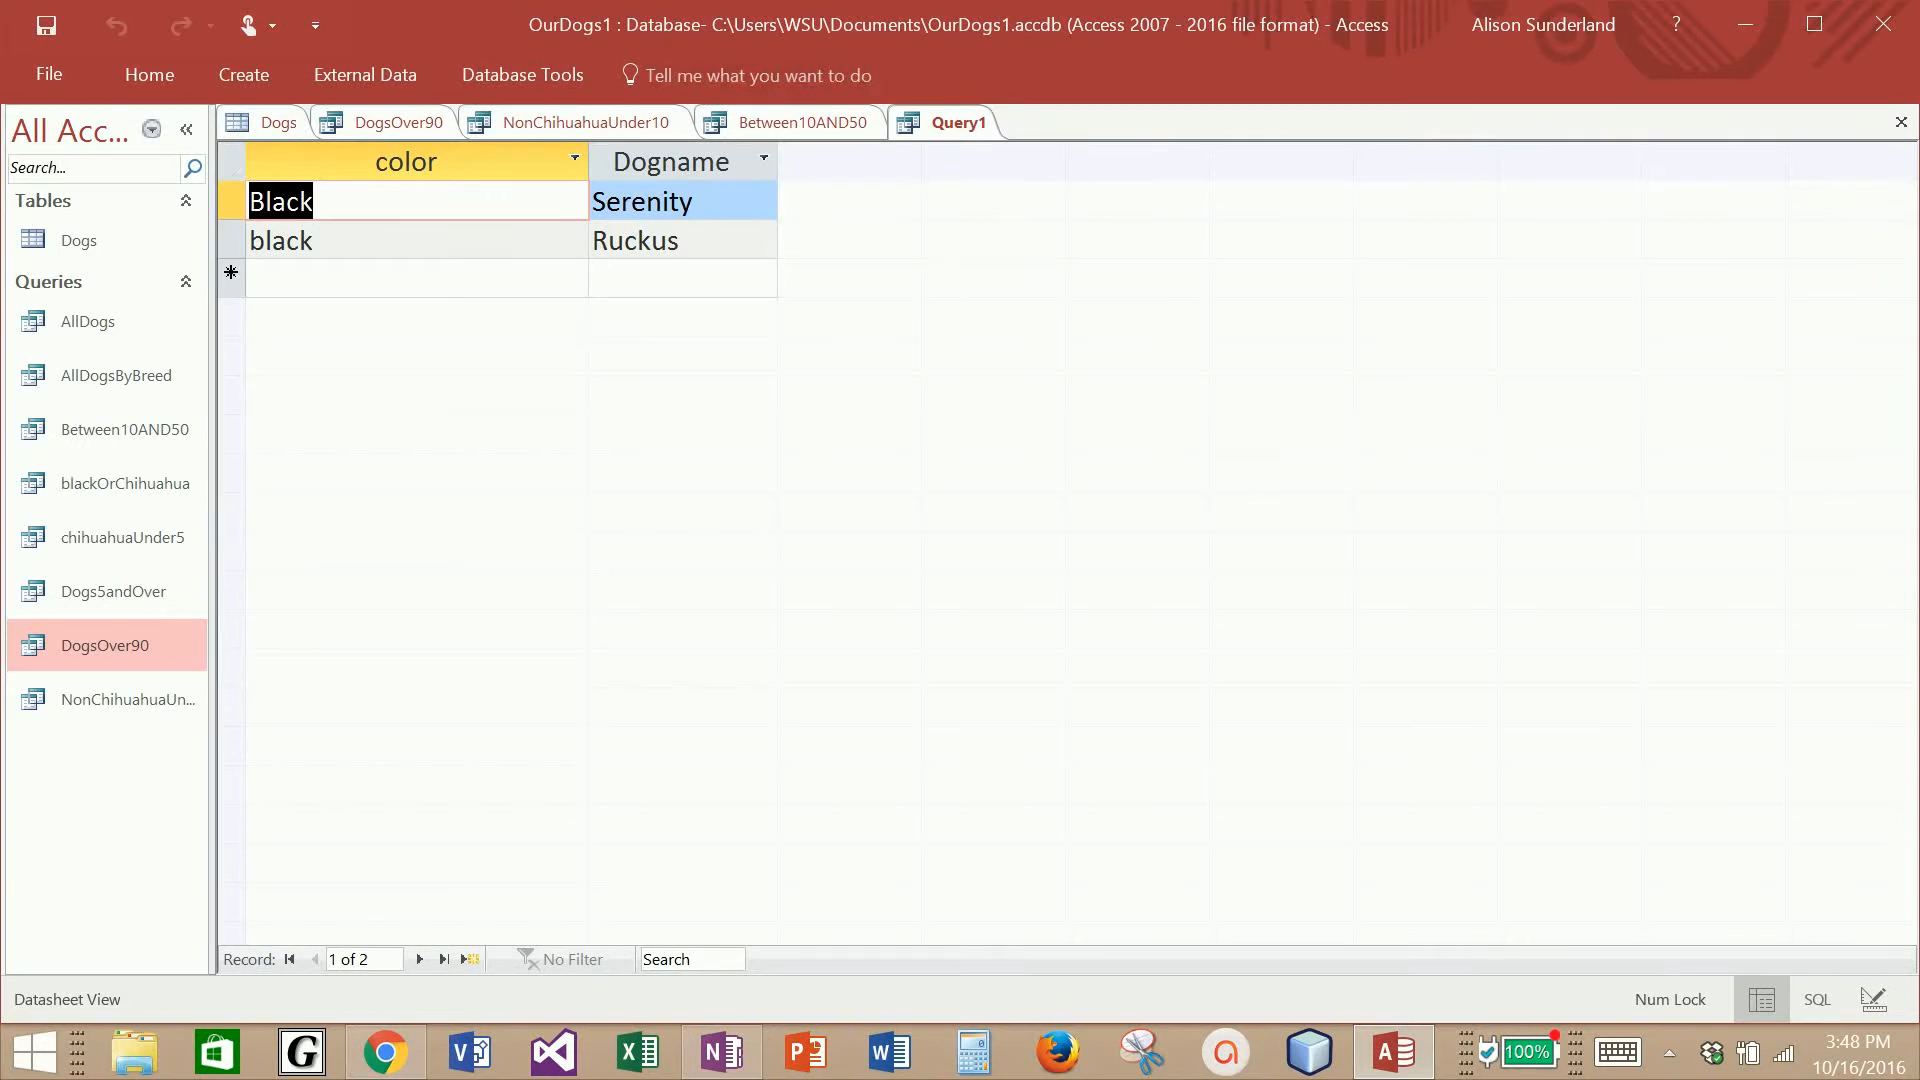 OurDogs1 : Database- C:\Users\WSU\Documents\OurDogs1.accdb (Access 2007 - 2016 file format) - Access
Alison Sunderland
?
File
Home
Create
External Data
Database Tools
Tell me what you want to do
All Acc...
Search...
Tables
Dogs
Queries
AllDogs
AllDogsByBreed
Between10AND50
blackOrChihuahua
chihuahuaUnder5
Dogs5andOver
DogsOver90
NonChihuahuaUn...
Dogs
DogsOver90
NonChihuahuaUnder10
Between10AND50
Query1
color
Dogname
Black
Serenity
black
Ruckus
Record:
1 of 2
No Filter
Search
Datasheet View
Num Lock
SQL
G
V
X
N
P
W
a
A
100%
3:48 PM
10/16/2016